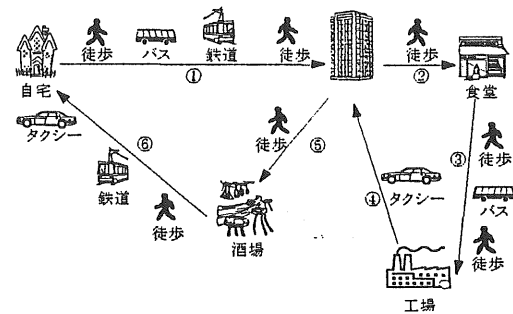 徒歩 バス 鉄道 徒歩
①
徒歩
②
自宅
食堂
タクシー
⑥
鉄道
徒歩
徒歩
⑤
酒場
④
タクシー
③
徒歩
バス
徒歩
工場